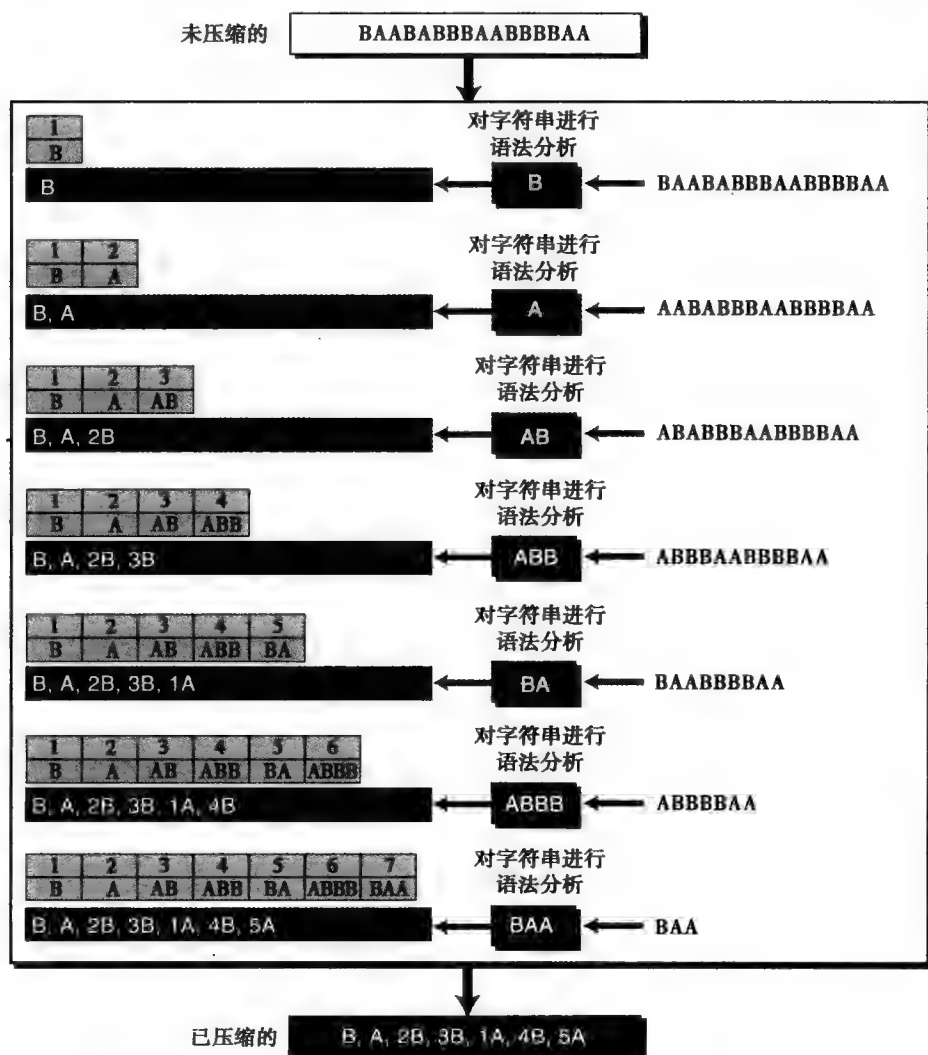 未压缩的 BAABABBBAABBBBAA
对字符串进行
语法分析
1
B
B B BAABABBBAABBBBAA
对字符串进行
语法分析
1 2
B A
B, A A AABABBBAABBBBAA
对字符串进行
语法分析
1 2 3
B A AB
B, A, 2B AB ABABBBAABBBBAA
对字符串进行
语法分析
1 2 3 4
B A AB ABB
B, A, 2B, 3B ABB ABBBAABBBBAA
对字符串进行
语法分析
1 2 3 4 5
B A AB ABB BA
B, A, 2B, 3B, 1A BA BAABBBBAA
对字符串进行
语法分析
1 2 3 4 5 6
B A AB ABB BA ABBB
B, A, 2B, 3B, 1A, 4B ABBB ABBBBAA
对字符串进行
语法分析
1 2 3 4 5 6 7
B A AB ABB BA ABBB BAA
B, A, 2B, 3B, 1A, 4B, 5A BAA BAA
已压缩的 B, A, 2B, 3B, 1A, 4B, 5A